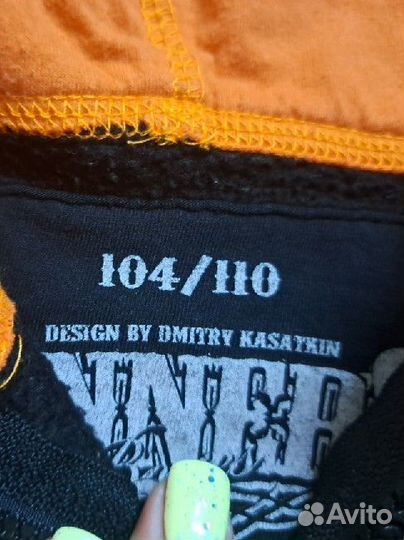 104/110
DESIGN BY DMITRY KASATKIN
Avito